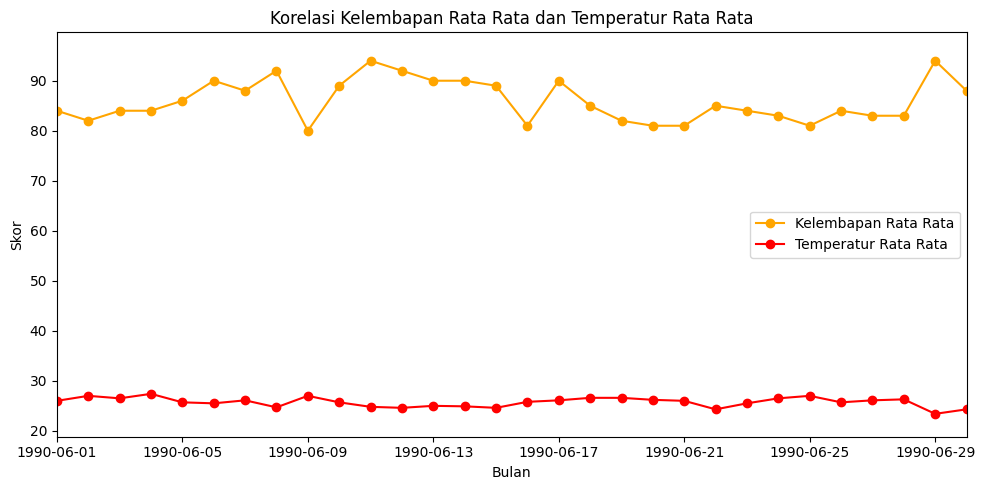 Korelasi Kelembapan Rata Rata dan Temperatur Rata Rata
90
80
70
60
50
40
30
20
Skor
Kelembapan Rata Rata
Temperatur Rata Rata
1990-06-01 1990-06-05 1990-06-09 1990-06-13 1990-06-17 1990-06-21 1990-06-25 1990-06-29
Bulan